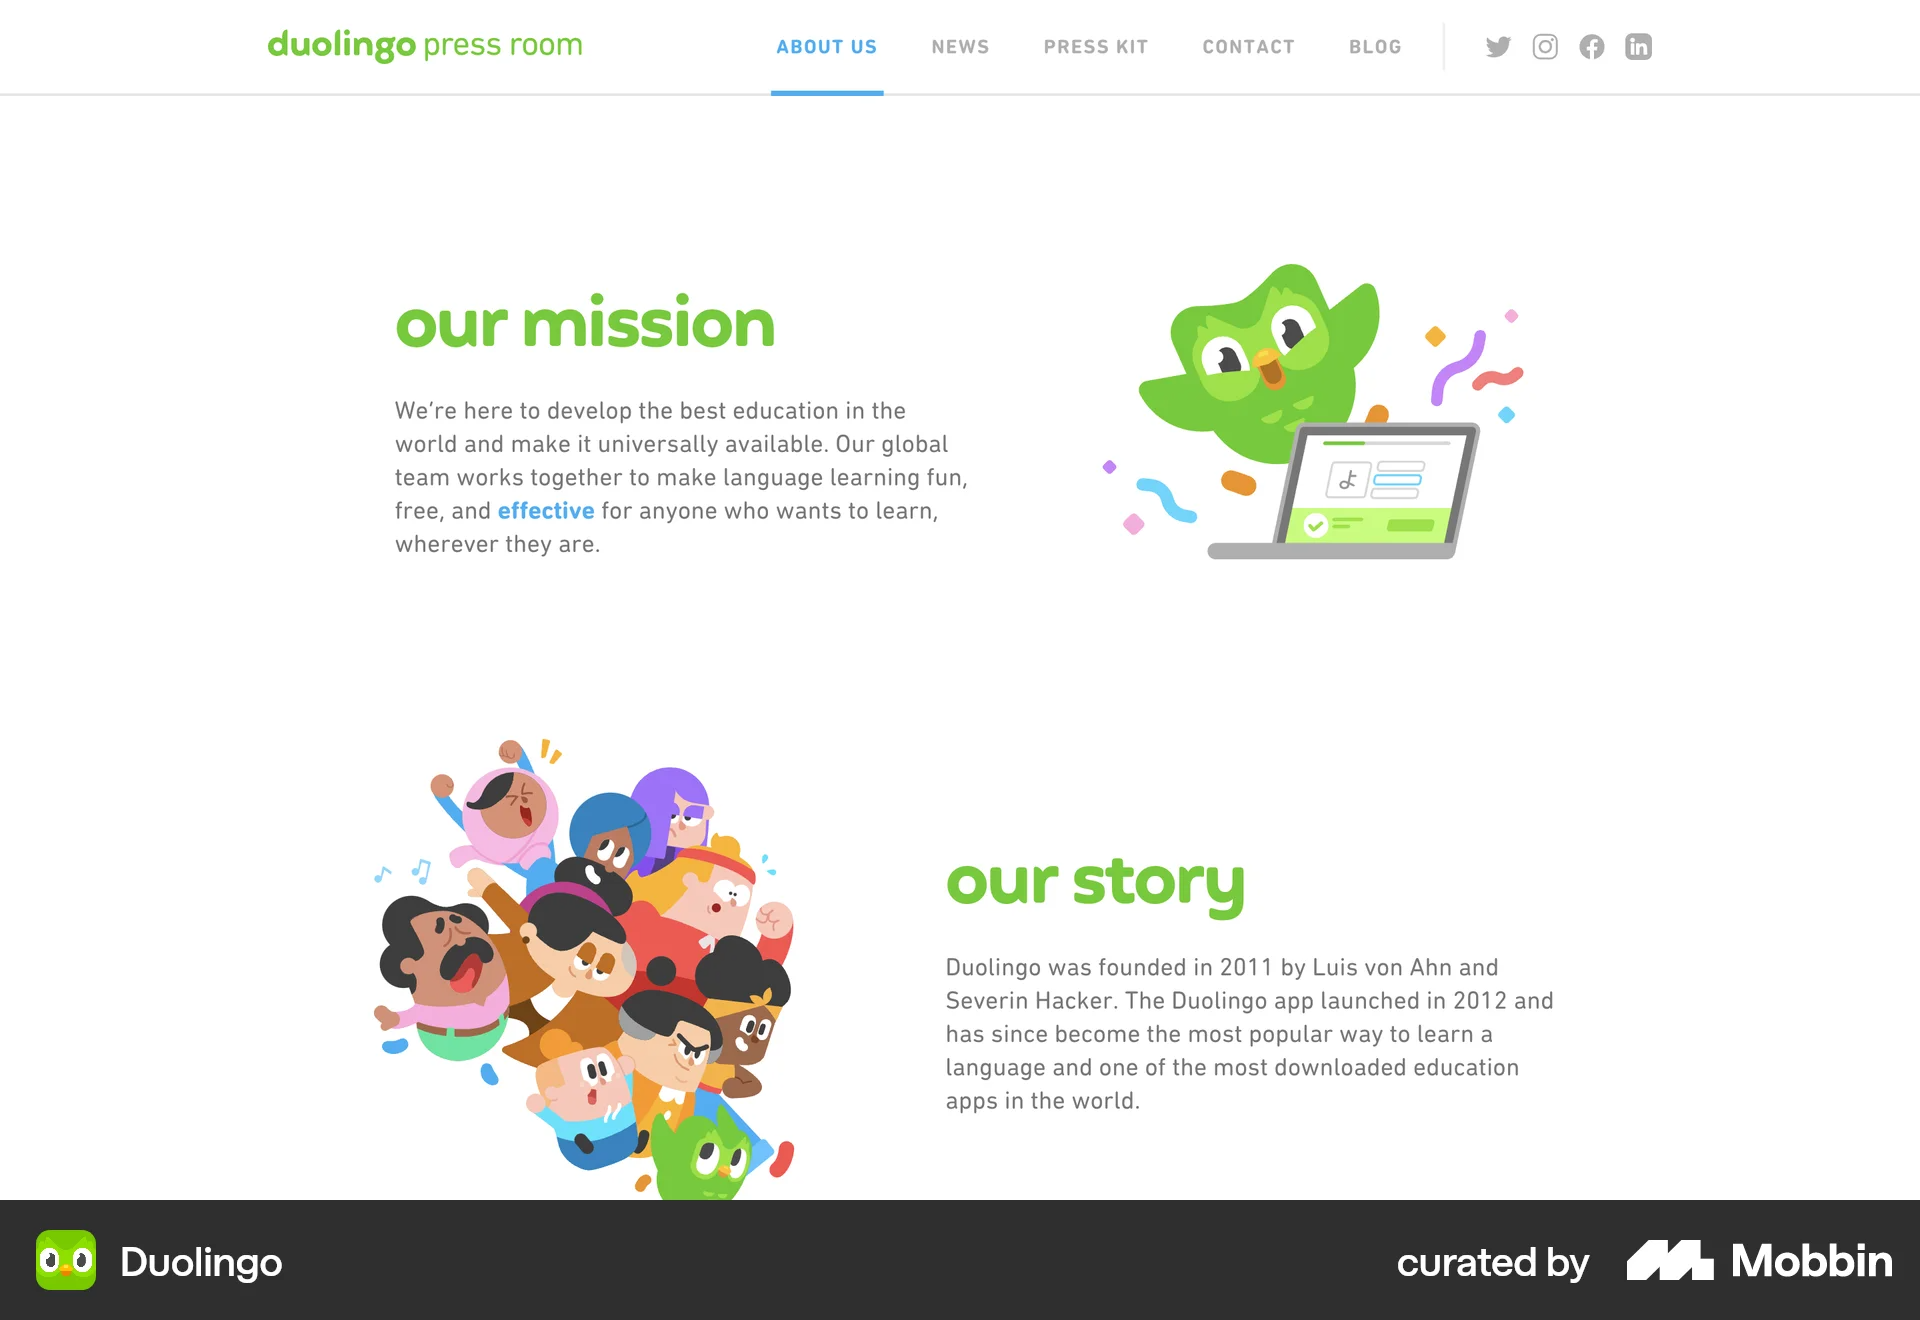 duolingo press room
ABOUT US
NEWS
PRESS KIT
CONTACT
BLOG
our mission
We’re here to develop the best education in the
world and make it universally available. Our global
team works together to make language learning fun,
free, and effective for anyone who wants to learn,
wherever they are.
our story
Duolingo was founded in 2011 by Luis von Ahn and
Severin Hacker. The Duolingo app launched in 2012 and
has since become the most popular way to learn a
language and one of the most downloaded education
apps in the world.
Duolingo
curated by Mobbin